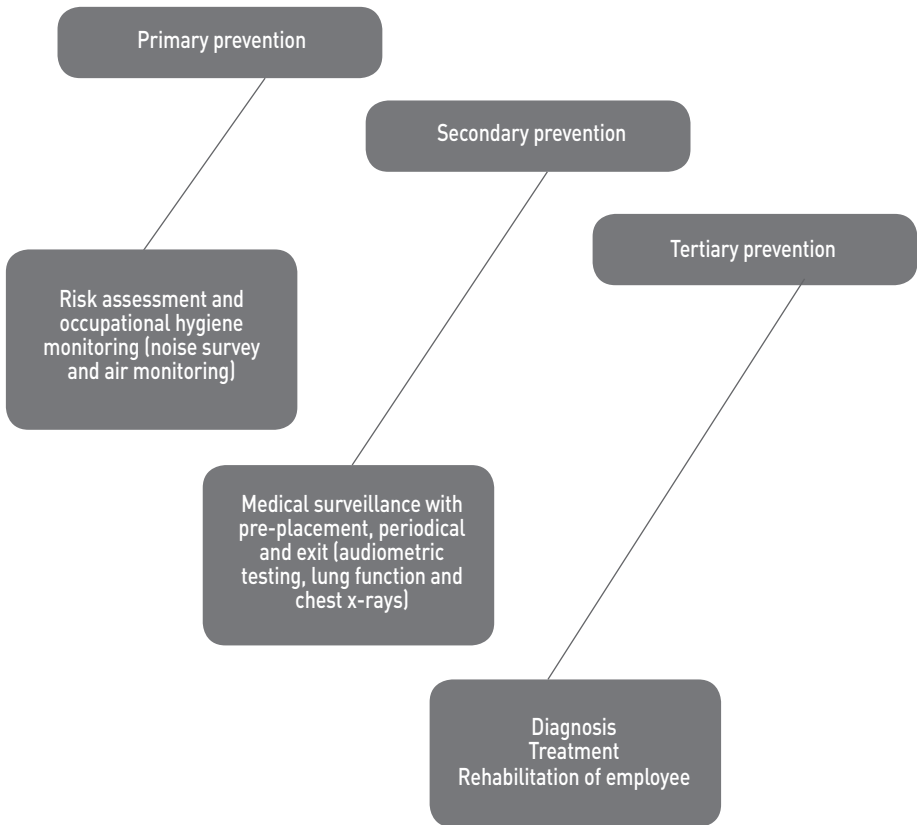 Primary prevention
Secondary prevention
Tertiary prevention
Risk assessment and
occupational hygiene
monitoring (noise survey
and air monitoring)
Medical surveillance with
pre-placement, periodical
and exit (audiometric
testing, lung function and
chest x-rays)
Diagnosis
Treatment
Rehabilitation of employee